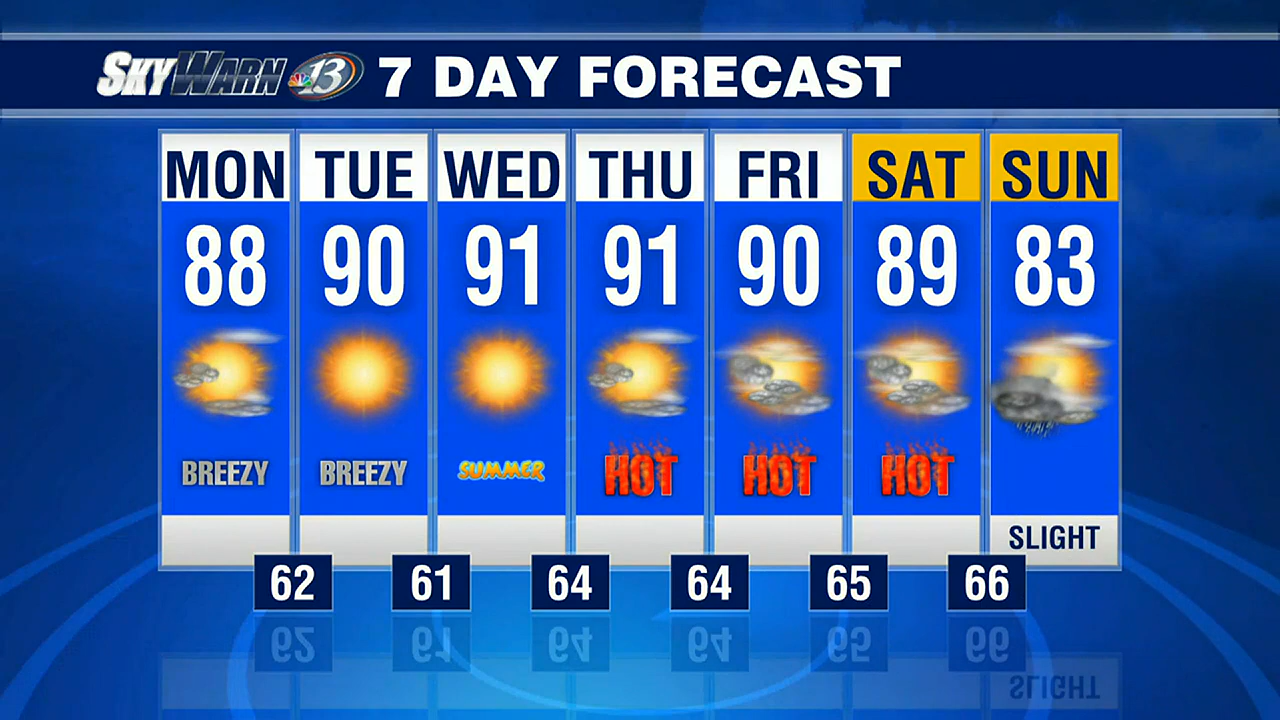 SKYWARN 13 7 DAY FORECAST
MON TUE WED THU FRI SAT SUN
88 90 91 91 90 89 83
BREEZY BREEZY SUMMER HOT HOT HOT
SLIGHT
62 61 64 64 65 66